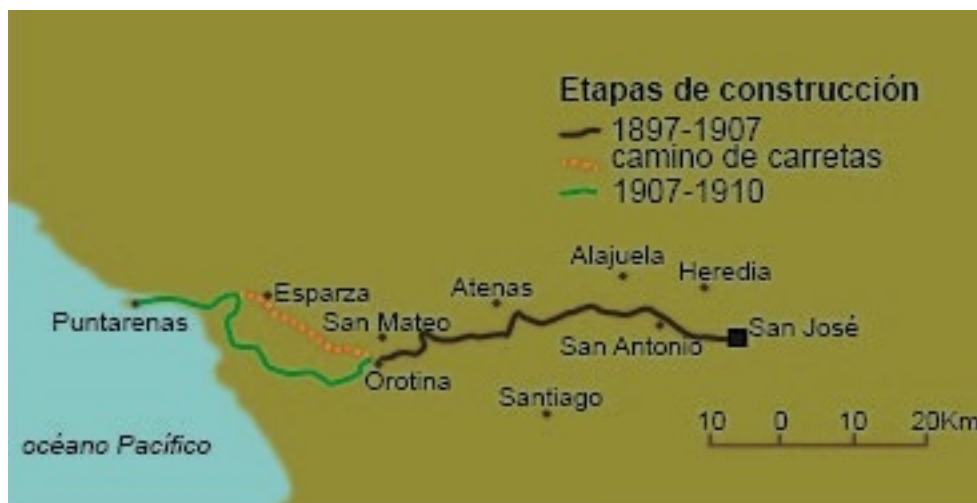 Etapas de construcción
1897-1907
camino de carretas
1907-1910
Alajuela
Heredia
Esparza
Atenas
Puntarenas
San Mateo
San José
San Antonio
Orotina
Santiago
10 0 10 20Km
océano Pacífico